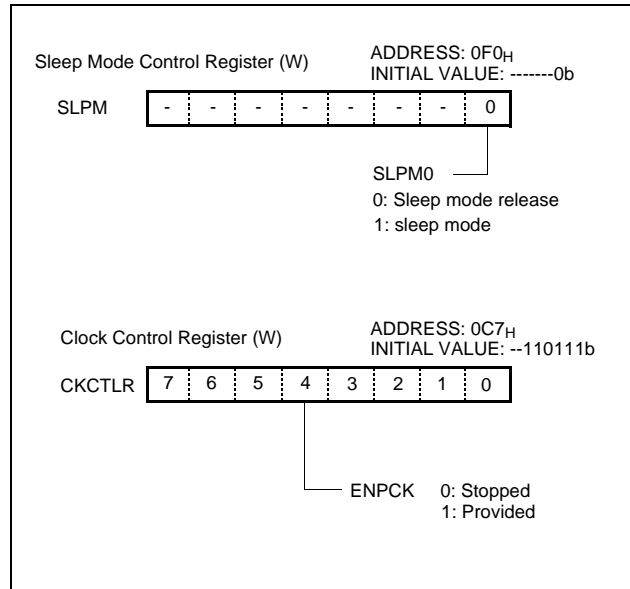 Sleep Mode Control Register (W)
ADDRESS: 0F0H
INITIAL VALUE: -------0b
SLPM
- - - - - - - 0
SLPM0
0: Sleep mode release
1: sleep mode
Clock Control Register (W)
ADDRESS: 0C7H
INITIAL VALUE: --110111b
CKCTLR
7 6 5 4 3 2 1 0
ENPCK 0: Stopped
1: Provided